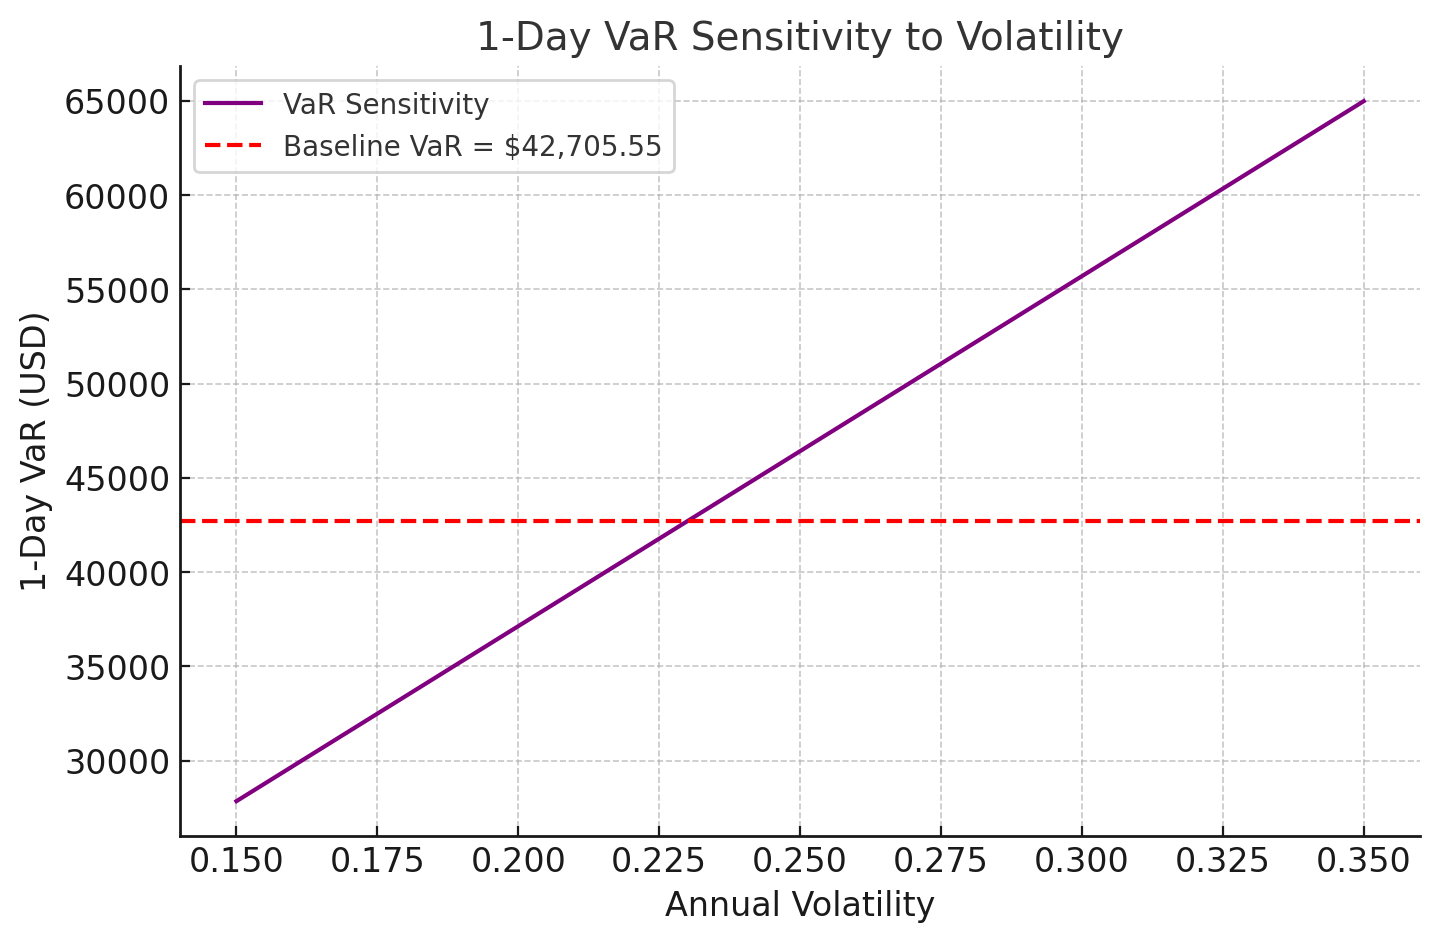 1-Day VaR Sensitivity to Volatility
VaR Sensitivity
Baseline VaR = $42,705.55
1-Day VaR (USD)
65000
60000
55000
50000
45000
40000
35000
30000
0.150 0.175 0.200 0.225 0.250 0.275 0.300 0.325 0.350
Annual Volatility